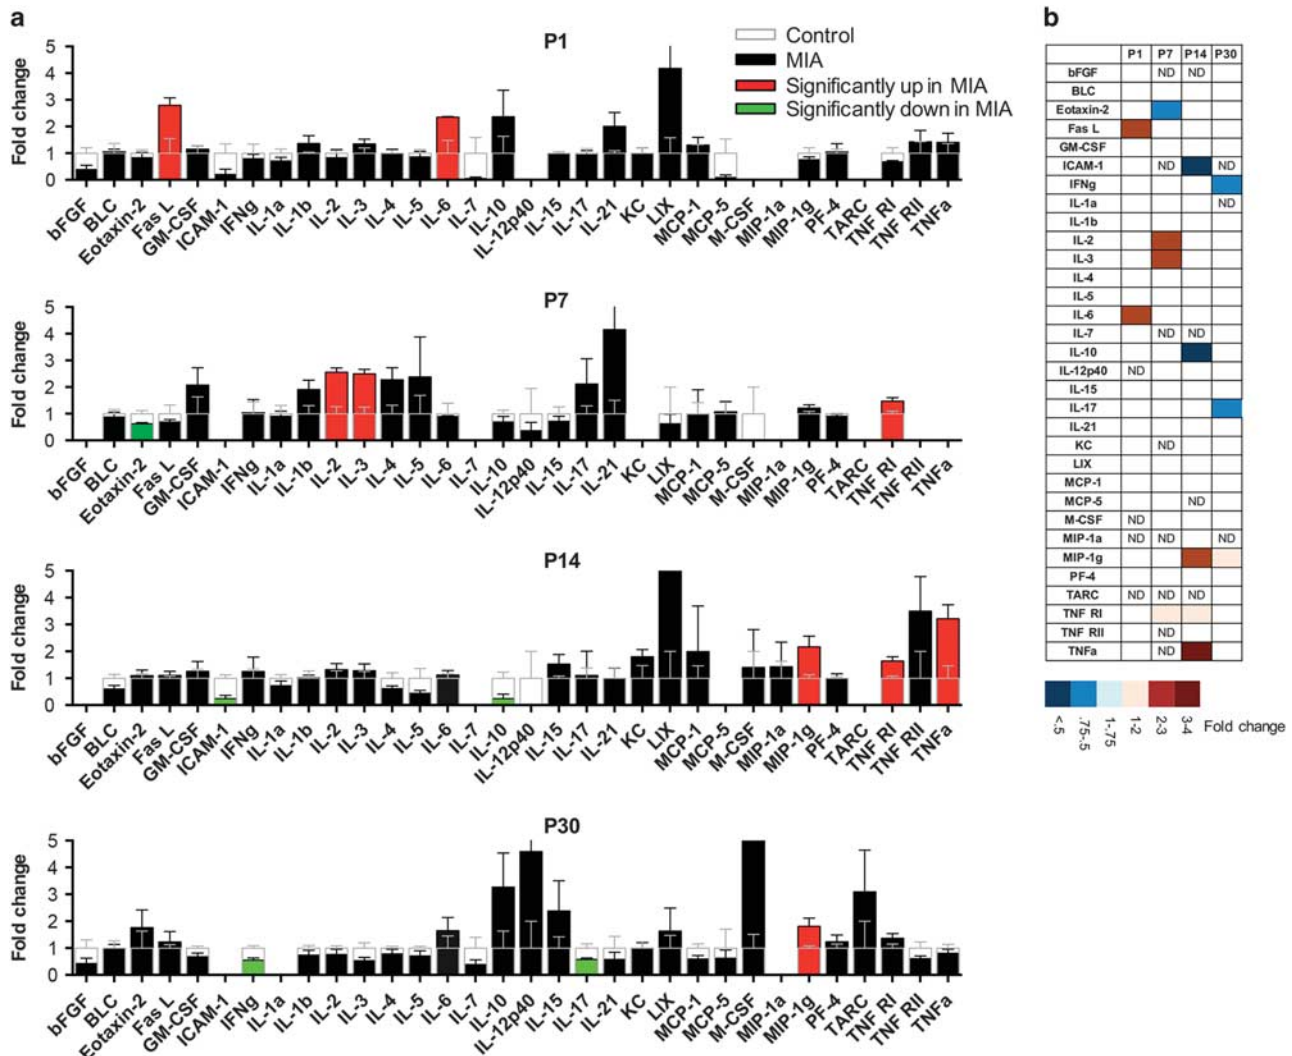 a
P1
Control
MIA
Significantly up in MIA
Significantly down in MIA
Fold change
5
4
3
2
1
0
bFGF BLC Eotaxin-2 Fas L GM-CSF ICAM-1 IFNg IL-1a IL-1b IL-2 IL-3 IL-4 IL-5 IL-6 IL-7 IL-10 IL-12p40 IL-15 IL-17 IL-21 KC LIX MCP-1 MCP-5 M-CSF MIP-1a MIP-1g PF-4 TARC TNF RI TNF RII TNFa
P7
Fold change
5
4
3
2
1
0
bFGF BLC Eotaxin-2 Fas L GM-CSF ICAM-1 IFNg IL-1a IL-1b IL-2 IL-3 IL-4 IL-5 IL-6 IL-7 IL-10 IL-12p40 IL-15 IL-17 IL-21 KC LIX MCP-1 MCP-5 M-CSF MIP-1a MIP-1g PF-4 TARC TNF RI TNF RII TNFa
P14
Fold change
5
4
3
2
1
0
bFGF BLC Eotaxin-2 Fas L GM-CSF ICAM-1 IFNg IL-1a IL-1b IL-2 IL-3 IL-4 IL-5 IL-6 IL-7 IL-10 IL-12p40 IL-15 IL-17 IL-21 KC LIX MCP-1 MCP-5 M-CSF MIP-1a MIP-1g PF-4 TARC TNF RI TNF RII TNFa
P30
Fold change
5
4
3
2
1
0
bFGF BLC Eotaxin-2 Fas L GM-CSF ICAM-1 IFNg IL-1a IL-1b IL-2 IL-3 IL-4 IL-5 IL-6 IL-7 IL-10 IL-12p40 IL-15 IL-17 IL-21 KC LIX MCP-1 MCP-5 M-CSF MIP-1a MIP-1g PF-4 TARC TNF RI TNF RII TNFa
b
P1 P7 P14 P30
bFGF ND ND
BLC
Eotaxin-2
Fas L
GM-CSF
ICAM-1 ND ND
IFNg
IL-1a ND
IL-1b
IL-2
IL-3
IL-4
IL-5
IL-6
IL-7 ND ND
IL-10
IL-12p40 ND
IL-15
IL-17
IL-21
KC ND
LIX
MCP-1
MCP-5 ND
M-CSF ND
MIP-1a ND ND ND
MIP-1g
PF-4
TARC ND ND ND
TNF RI
TNF RII ND
TNFa ND
<.5 .75-.5 1-.75 1-2 2-3 3-4 Fold change